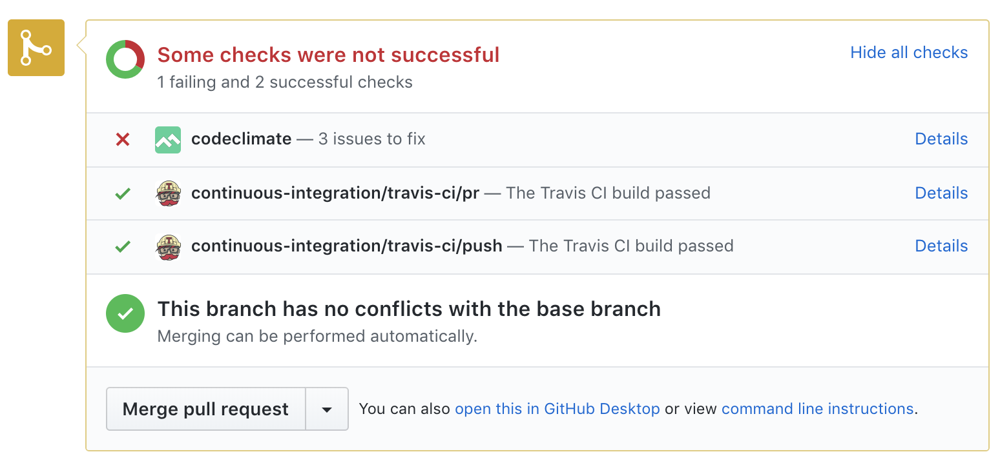 Some checks were not successful
Hide all checks
1 failing and 2 successful checks
codeclimate — 3 issues to fix
Details
continuous-integration/travis-ci/pr — The Travis CI build passed
Details
continuous-integration/travis-ci/push — The Travis CI build passed
Details
This branch has no conflicts with the base branch
Merging can be performed automatically.
Merge pull request
You can also open this in GitHub Desktop or view command line instructions.